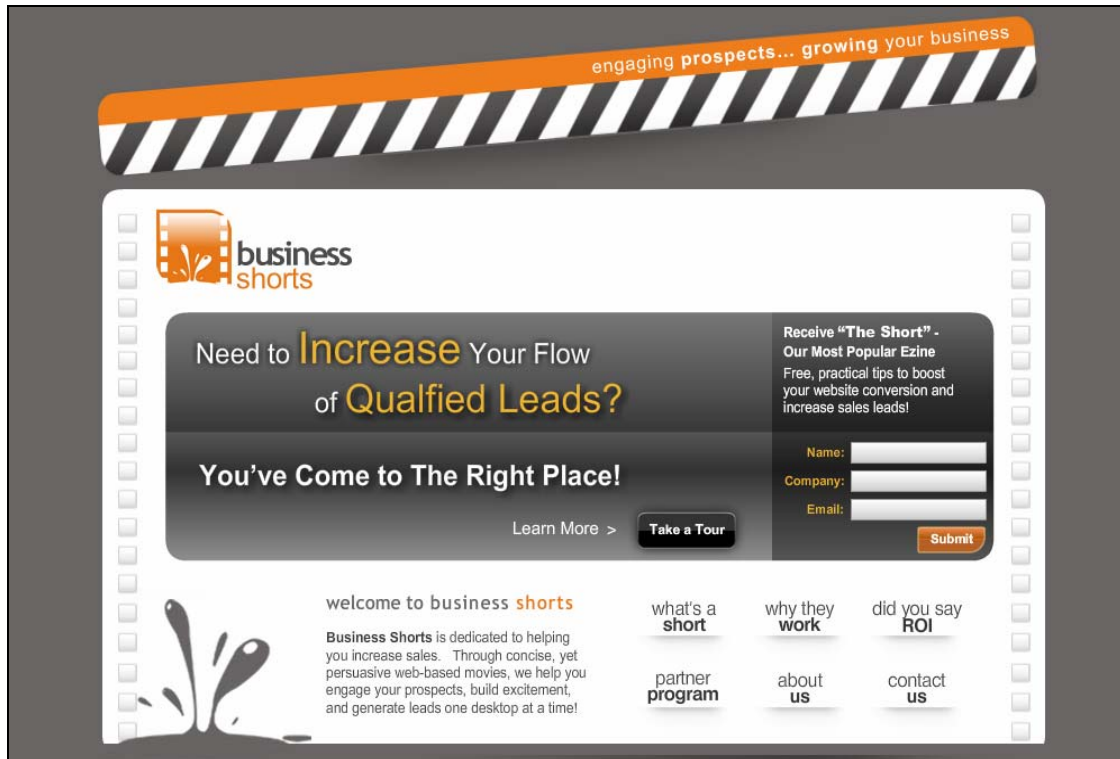 engaging prospects... growing your business
business
shorts
Need to Increase Your Flow
of Qualfied Leads?
You've Come to The Right Place!
Learn More >
Take a Tour
Receive “The Short” -
Our Most Popular Ezine
Free, practical tips to boost
your website conversion and
increase sales leads!
Name:
Company:
Email:
Submit
welcome to business shorts
Business Shorts is dedicated to helping
you increase sales. Through concise, yet
persuasive web-based movies, we help you
engage your prospects, build excitement,
and generate leads one desktop at a time!
what's a
short
why they
work
did you say
ROI
partner
program
about
us
contact
us